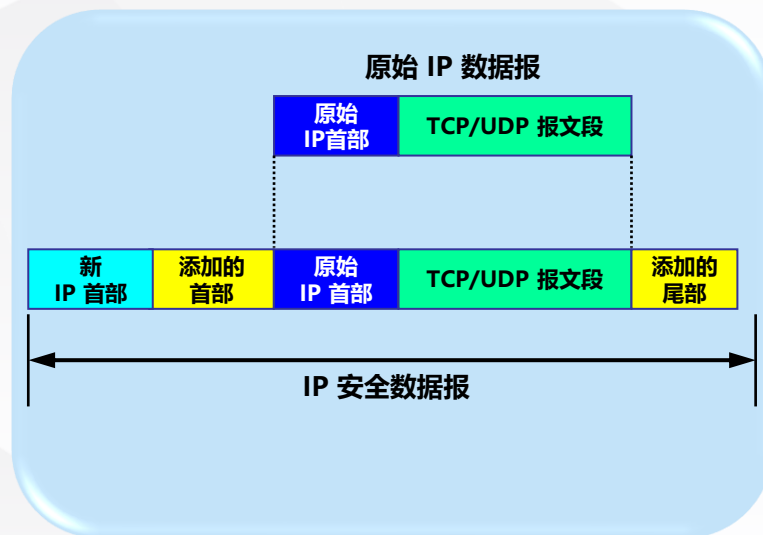 原始 IP 数据报
原始
IP首部
TCP/UDP 报文段
新
IP 首部
添加的
首部
原始
IP 首部
TCP/UDP 报文段
添加的
尾部
IP 安全数据报